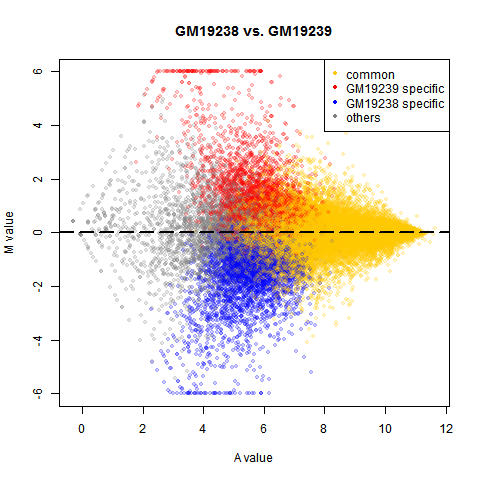 GM19238 vs. GM19239
common
GM19239 specific
GM19238 specific
others
M value
6
4
2
0
-2
-4
-6
0 2 4 6 8 10 12
A value